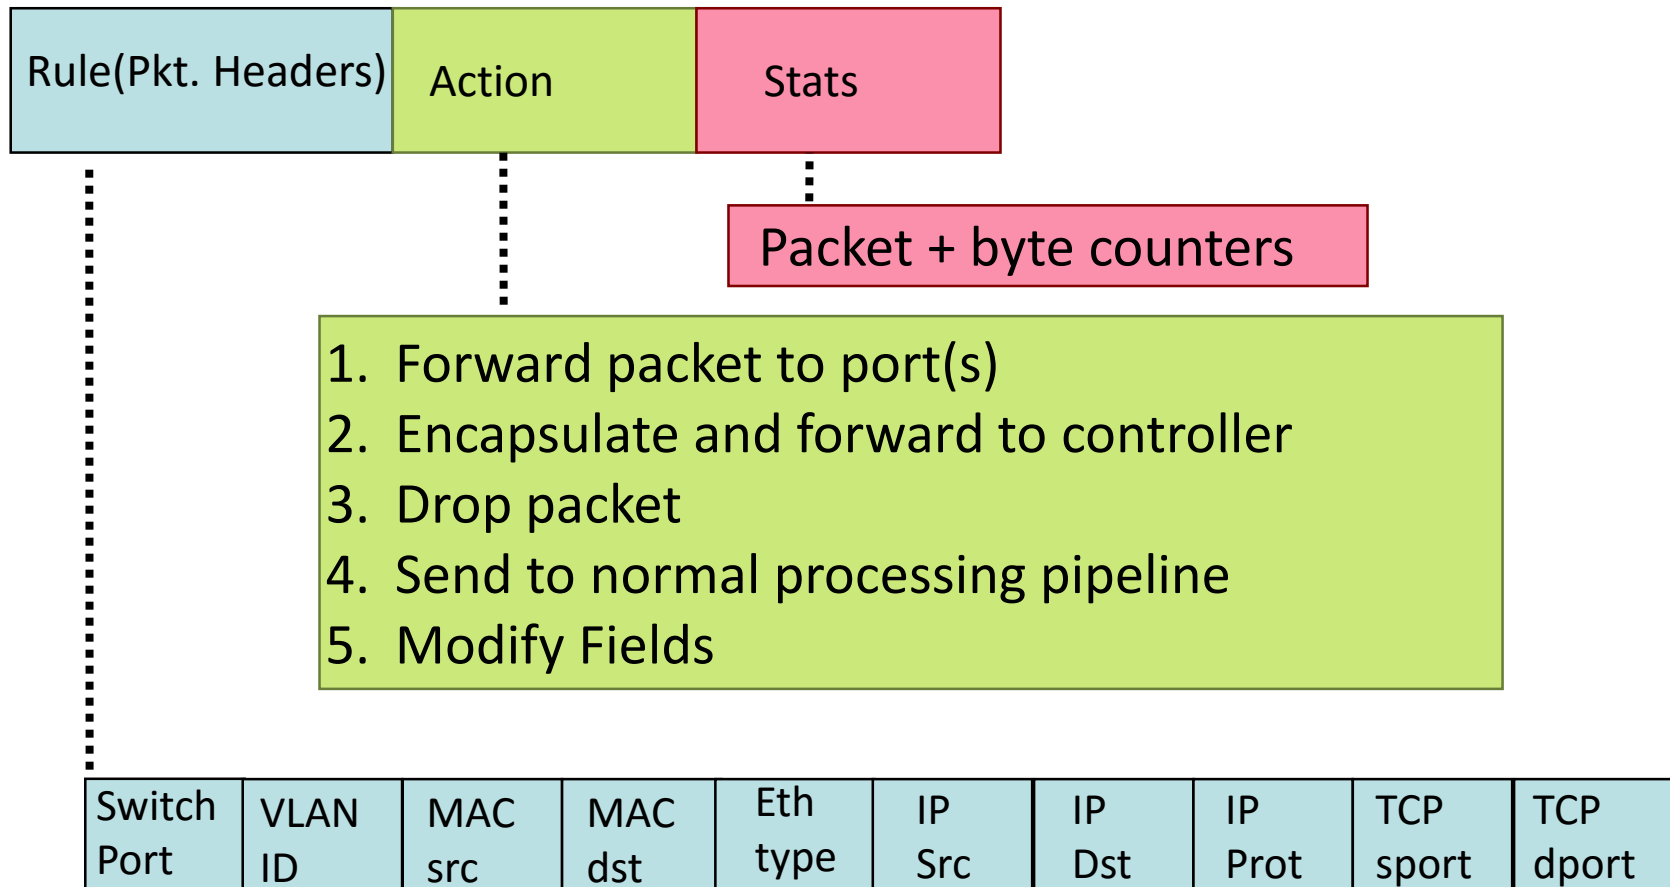 Rule(Pkt. Headers)
Action
Stats
Packet + byte counters
1. Forward packet to port(s)
2. Encapsulate and forward to controller
3. Drop packet
4. Send to normal processing pipeline
5. Modify Fields
Switch
Port
VLAN
ID
MAC
src
MAC
dst
Eth
type
IP
Src
IP
Dst
IP
Prot
TCP
sport
TCP
dport